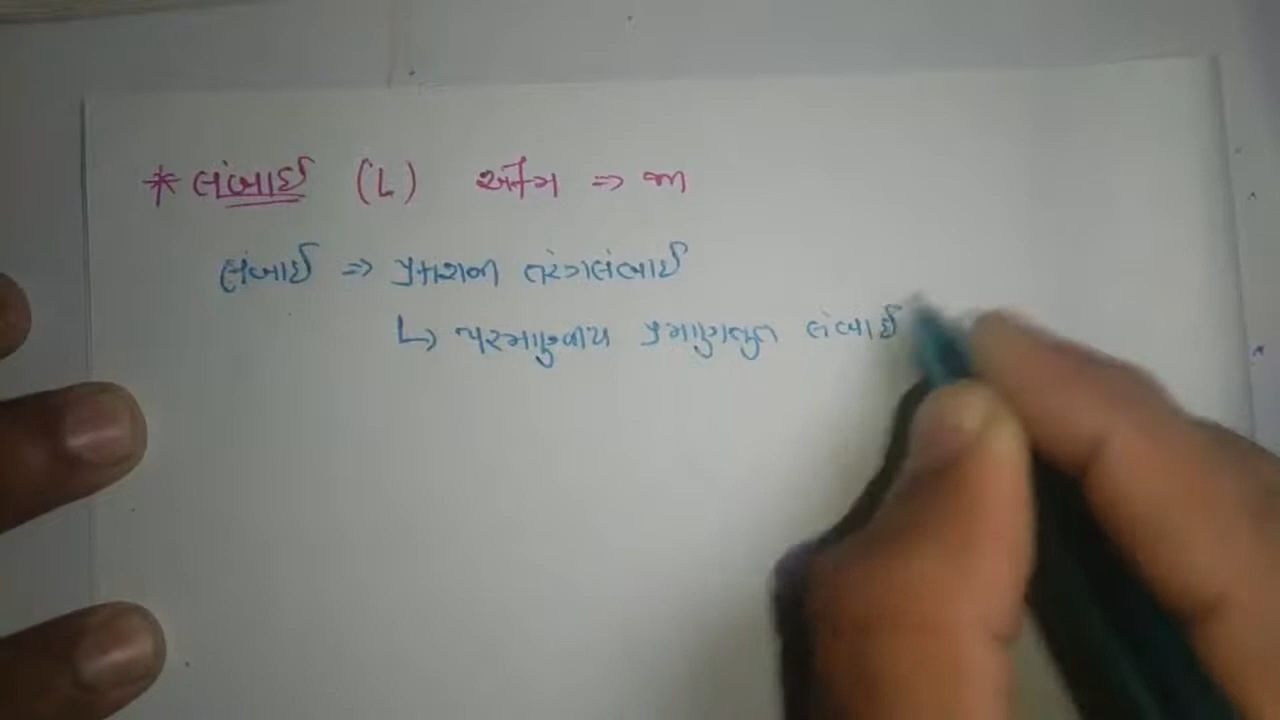 * લંબાઈ (L) એકમ ⇒ m
લંબાઈ ⇒ પ્રકાશના તરંગલંબાઈ
↳ પરમાણ્વીય પ્રમાણભૂત લંબાઈ